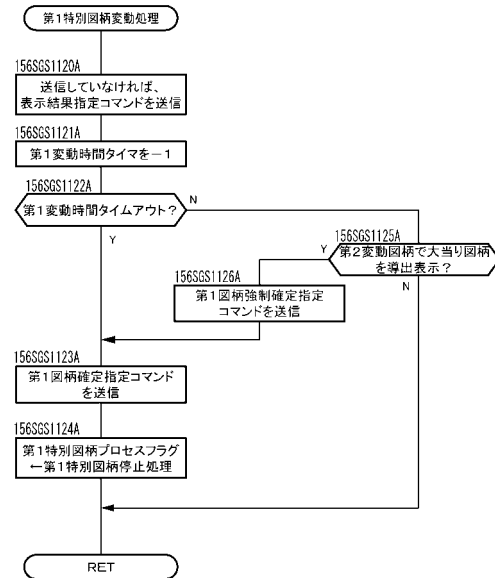 第1特別図柄変動処理
156SGS1120A
送信していなければ、
表示結果指定コマンドを送信
156SGS1121A
第1変動時間タイマを－1
156SGS1122A
第1変動時間タイムアウト？
N
Y
156SGS1125A
第2変動図柄で大当り図柄
を導出表示？
Y
N
156SGS1126A
第1図柄強制確定指定
コマンドを送信
156SGS1123A
第1図柄確定指定コマンド
を送信
156SGS1124A
第1特別図柄プロセスフラグ
←第1特別図柄停止処理
RET